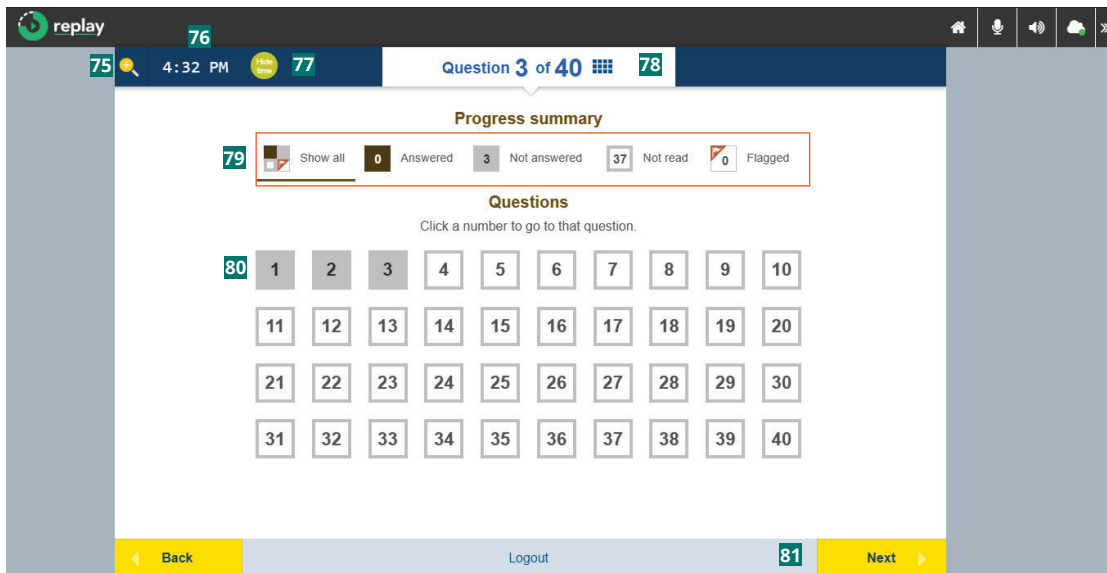 replay
76
75 4:32 PM Hide time 77 Question 3 of 40 78
Progress summary
79 Show all 0 Answered 3 Not answered 37 Not read 0 Flagged
Questions
Click a number to go to that question.
80 1 2 3 4 5 6 7 8 9 10
11 12 13 14 15 16 17 18 19 20
21 22 23 24 25 26 27 28 29 30
31 32 33 34 35 36 37 38 39 40
Back Logout 81 Next